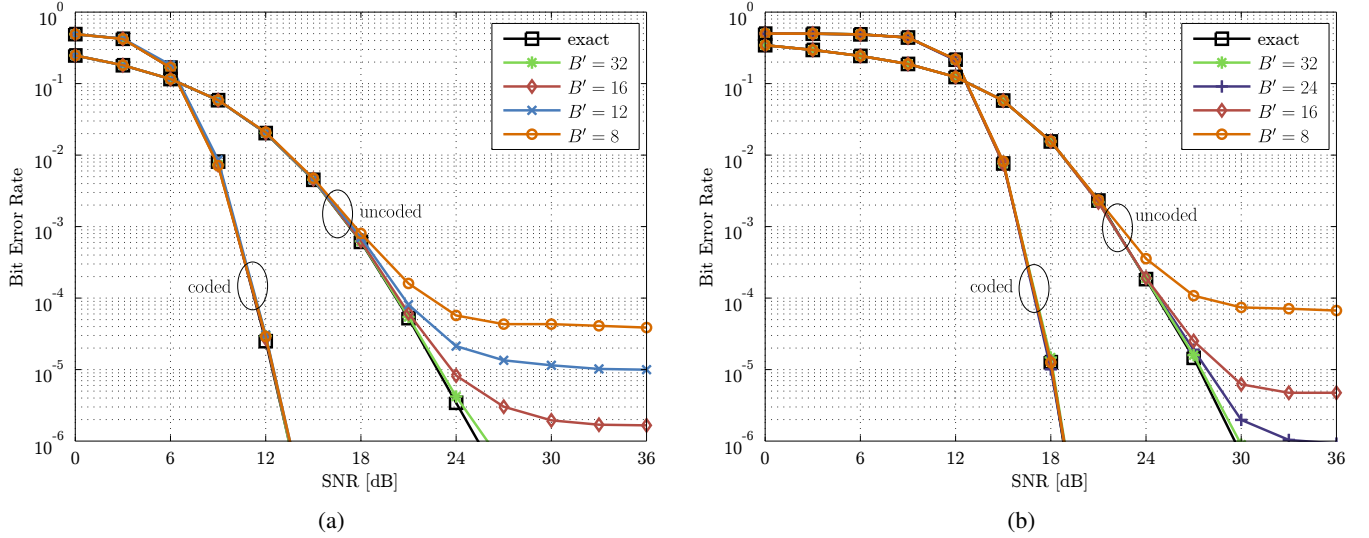 10^0
10^-1
10^-2
10^-3
10^-4
10^-5
10^-6
Bit Error Rate
0 6 12 18 24 30 36
SNR [dB]
exact
B′ = 32
B′ = 16
B′ = 12
B′ = 8
uncoded
coded
(a)
10^0
10^-1
10^-2
10^-3
10^-4
10^-5
10^-6
Bit Error Rate
0 6 12 18 24 30 36
SNR [dB]
exact
B′ = 32
B′ = 24
B′ = 16
B′ = 8
uncoded
coded
(b)